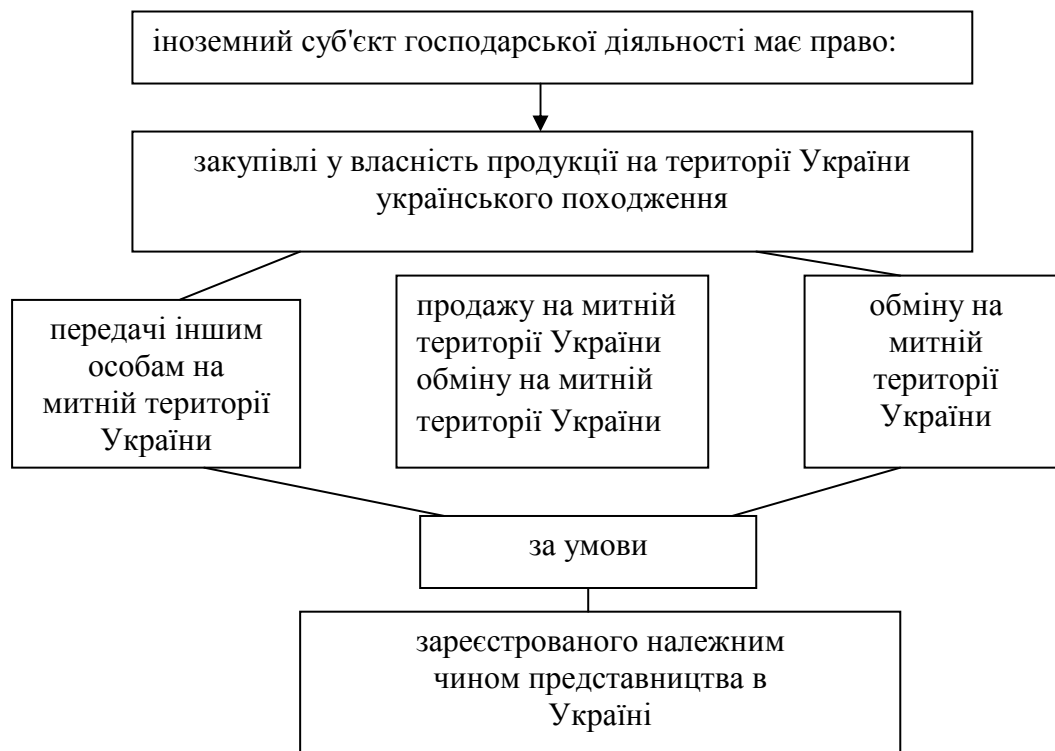 іноземний суб'єкт господарської діяльності має право:
закупівлі у власність продукції на території України
українського походження
передачі іншим
особам на
митній території
України
продажу на митній
території України
обміну на митній
території України
обміну на
митній
території
України
за умови
зареєстрованого належним
чином представництва в
Україні